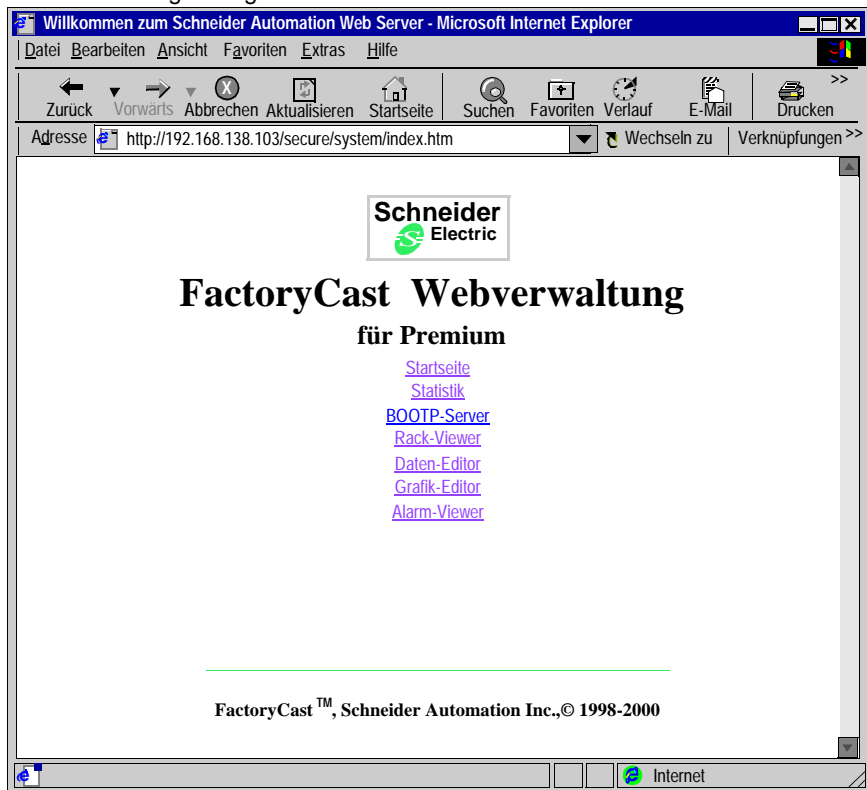 Willkommen zum Schneider Automation Web Server - Microsoft Internet Explorer
Datei Bearbeiten Ansicht Favoriten Extras Hilfe
Zurück Vorwärts Abbrechen Aktualisieren Startseite Suchen Favoriten Verlauf E-Mail Drucken >>
Adresse http://192.168.138.103/secure/system/index.htm Wechseln zu Verknüpfungen >>
Schneider
Electric
FactoryCast Webverwaltung
für Premium
Startseite
Statistik
BOOTP-Server
Rack-Viewer
Daten-Editor
Grafik-Editor
Alarm-Viewer
FactoryCast TM, Schneider Automation Inc.,© 1998-2000
Internet